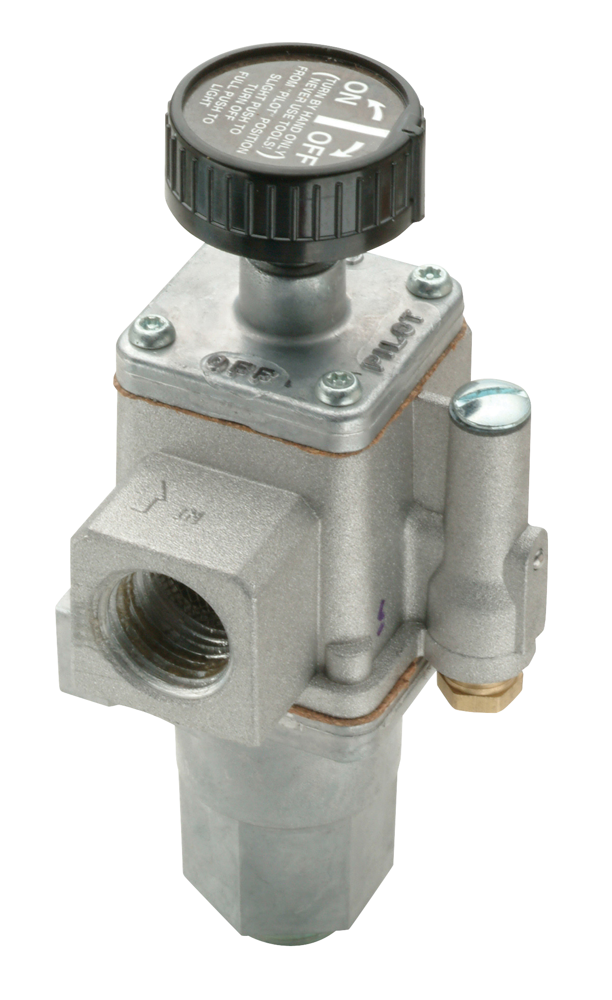 ON
OFF
(TURN BY HAND ONLY
NEVER USE TOOLS!)
FROM "PILOT" POSITION
SLIGHT PUSH TO
TURN OFF
FULL PUSH TO
LIGHT
OFF
PILOT